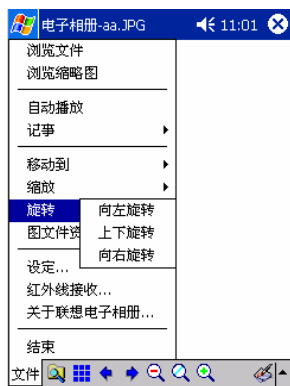 电子相册-aa.JPG 11:01
浏览文件
浏览缩略图
自动播放
记事
移动到
缩放
旋转
向左旋转
图文件资
上下旋转
向右旋转
设定...
红外线接收...
关于联想电子相册...
结束
文件